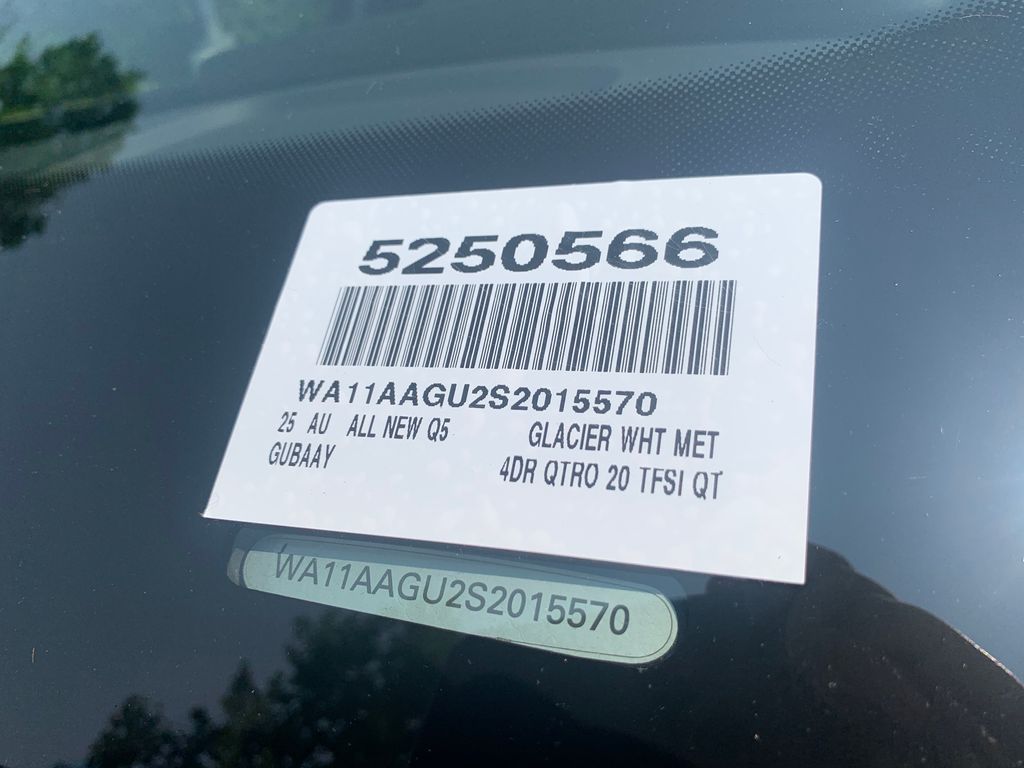 5250566
WA11AAGU2S2015570
25 AU ALL NEW Q5 GLACIER WHT MET
GUBAAY 4DR QTRO 20 TFSI QT
WA11AAGU2S2015570